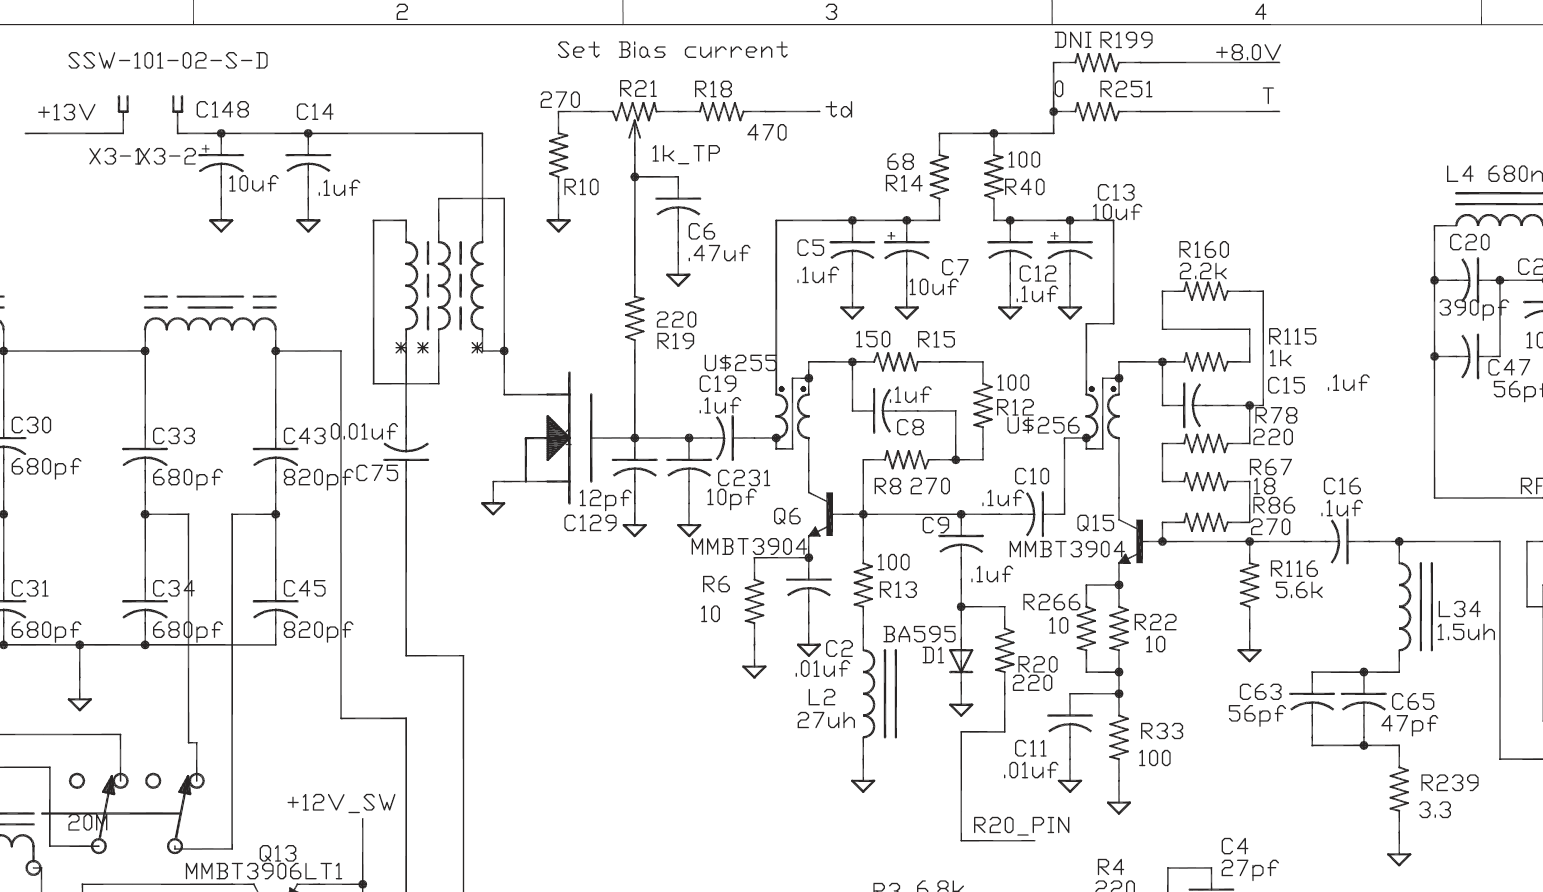 2
3
4
SSW-101-02-S-D
Set Bias current
DNI R199
+8.0V
+13V
C148
C14
270
R21
R18
td
470
0
R251
T
X3-1
X3-2
+
10uf
.1uf
R10
1k_TP
68
R14
100
R40
C13
10uf
L4 680n
C6
.47uf
C5
.1uf
+
C7
10uf
C12
.1uf
+
R160
2.2k
C20
390pf
C2
10
220
R19
150
R15
R115
1k
C47
56pf
* * *
U$255
C19
.1uf
.1uf
C8
100
R12
U$256
C15
.1uf
R78
220
C30
680pf
C33
680pf
C43
820pf
0.01uf
C75
12pf
C129
C231
10pf
R8 270
C10
.1uf
R67
18
R86
270
C16
.1uf
RF
Q6
MMBT3904
C9
.1uf
Q15
MMBT3904
C31
680pf
C34
680pf
C45
820pf
R6
10
100
R13
R266
10
R22
10
R116
5.6k
L34
1.5uh
C2
.01uf
BA595
D1
R20
220
L2
27uh
C63
56pf
C65
47pf
C11
.01uf
R33
100
R239
3.3
20M
+12V_SW
R20_PIN
Q13
MMBT3906LT1
R3 6.8k
R4
220
C4
27pf